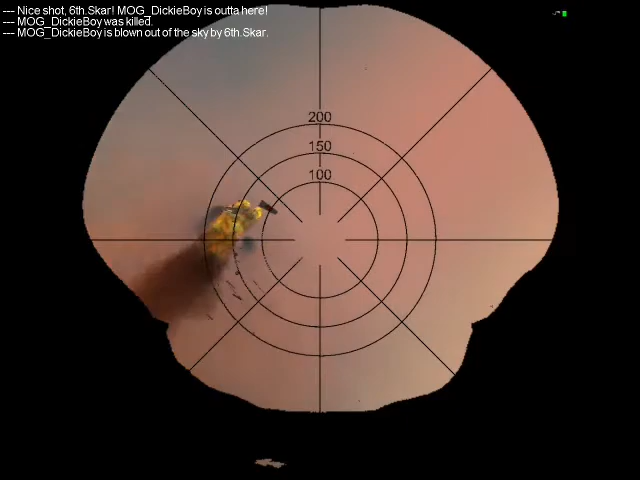 --- Nice shot, 6th.Skar! MOG_DickieBoy is outta here!
--- MOG_DickieBoy was killed.
--- MOG_DickieBoy is blown out of the sky by 6th.Skar.
200
150
100